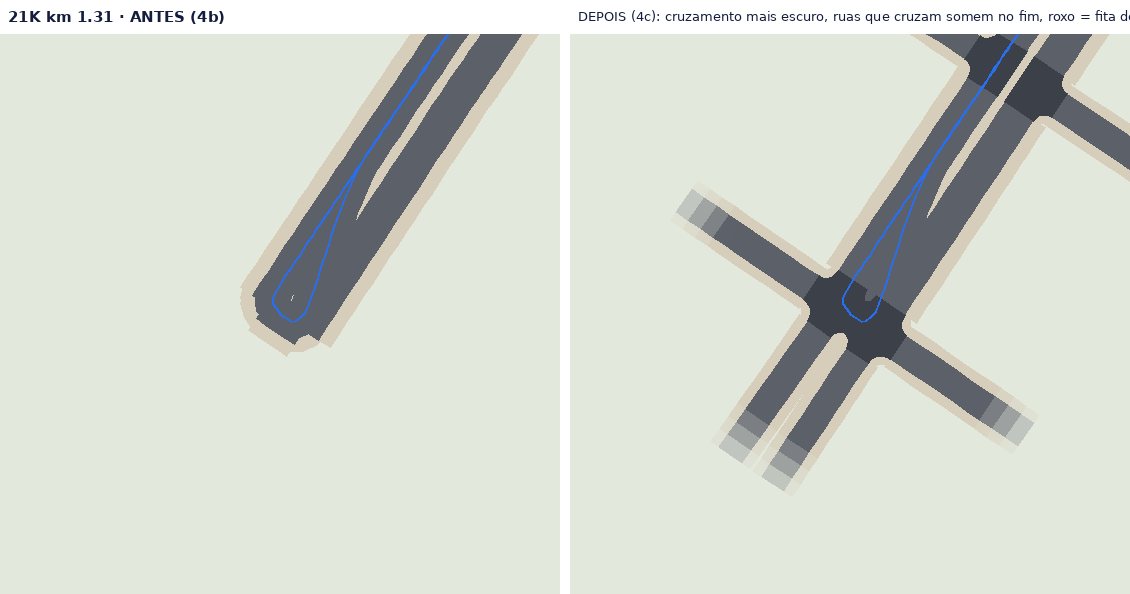 21K km 1.31 · ANTES (4b)
DEPOIS (4c): cruzamento mais escuro, ruas que cruzam somem no fim, roxo = fita